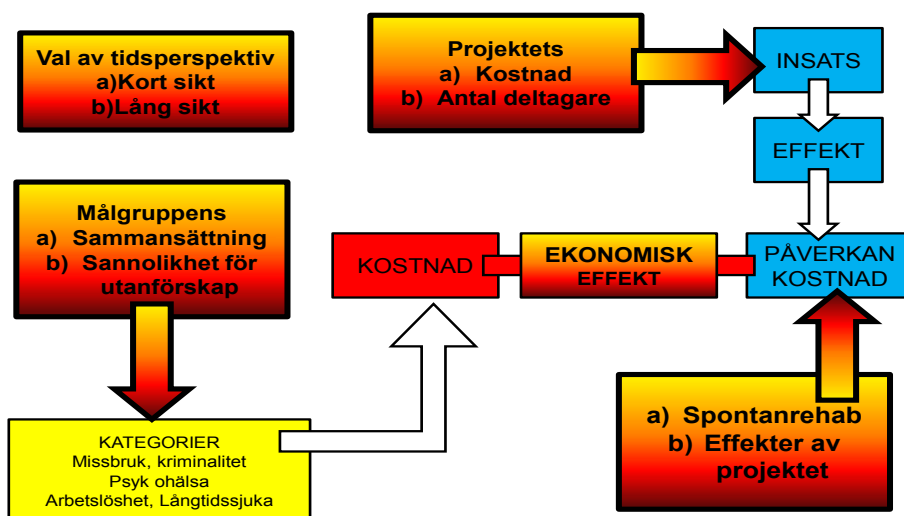 Val av tidsperspektiv
a)Kort sikt
b)Lång sikt
Projektets
a) Kostnad
b) Antal deltagare
INSATS
EFFEKT
Målgruppens
a) Sammansättning
b) Sannolikhet för
utanförskap
KOSTNAD
EKONOMISK
EFFEKT
PÅVERKAN
KOSTNAD
KATEGORIER
Missbruk, kriminalitet
Psyk ohälsa
Arbetslöshet, Långtidssjuka
a) Spontanrehab
b) Effekter av
projektet